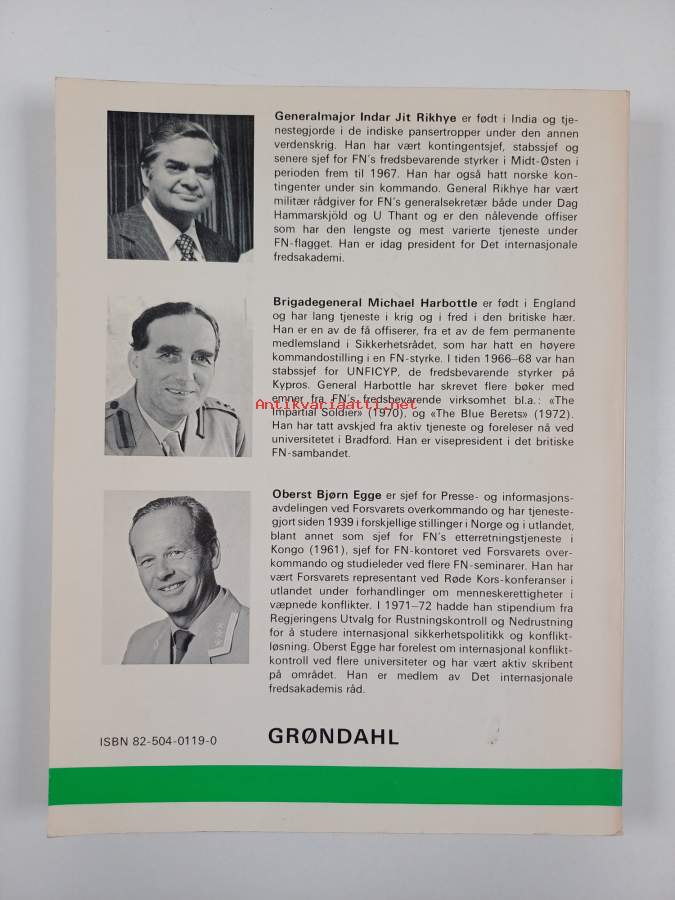 Generalmajor Indar Jit Rikhye er født i India og tje-
nestegjorde i de indiske pansertropper under den annen
verdenskrig. Han har vært kontingentsjef, stabssjef og
senere sjef for FN's fredsbevarende styrker i Midt-Østen i
perioden frem til 1967. Han har også hatt norske kon-
tingenter under sin kommando. General Rikhye har vært
militær rådgiver for FN's generalsekretær både under Dag
Hammarskjöld og U Thant og er den nålevende offiser
som har den lengste og mest varierte tjeneste under
FN-flagget. Han er idag president for Det internasjonale
fredsakademi.
Brigadegeneral Michael Harbottle er født i England
og har lang tjeneste i krig og i fred i den britiske hær.
Han er en av de få offiserer, fra et av de fem permanente
medlemsland i Sikkerhetsrådet, som har hatt en høyere
kommandostilling i en FN-styrke. I tiden 1966–68 var han
stabssjef for UNFICYP, de fredsbevarende styrker på
Kypros. General Harbottle har skrevet flere bøker med
emner fra FN's fredsbevarende virksomhet bl.a.: «The
Impartial Soldier» (1970), og «The Blue Berets» (1972).
Han har tatt avskjed fra aktiv tjeneste og foreleser nå ved
universitetet i Bradford. Han er visepresident i det britiske
FN-sambandet.
Antikvariaatti.net
Oberst Bjørn Egge er sjef for Presse- og informasjons-
avdelingen ved Forsvarets overkommando og har tjeneste-
gjort siden 1939 i forskjellige stillinger i Norge og i utlandet,
blant annet som sjef for FN's etterretningstjeneste i
Kongo (1961), sjef for FN-kontoret ved Forsvarets over-
kommando og studieleder ved flere FN-seminarer. Han har
vært Forsvarets representant ved Røde Kors-konferanser i
utlandet under forhandlinger om menneskerettigheter i
væpnede konflikter. I 1971–72 hadde han stipendium fra
Regjeringens Utvalg for Rustningskontroll og Nedrustning
for å studere internasjonal sikkerhetspolitikk og konflikt-
løsning. Oberst Egge har forelest om internasjonal konflikt-
kontroll ved flere universiteter og har vært aktiv skribent
på området. Han er medlem av Det internasjonale
fredsakademis råd.
ISBN 82-504-0119-0
GRØNDAHL